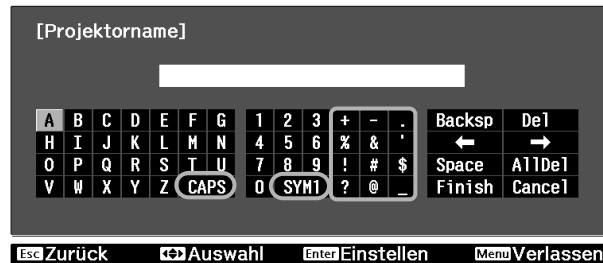 [Projektorname]
A B C D E F G 1 2 3 + - . Backsp Del
H I J K L M N 4 5 6 % & ' ← →
O P Q R S T U 7 8 9 ! # $ Space AllDel
V W X Y Z CAPS 0 SYM1 ? @ _ Finish Cancel
Esc Zurück Auswahl Enter Einstellen Menu Verlassen